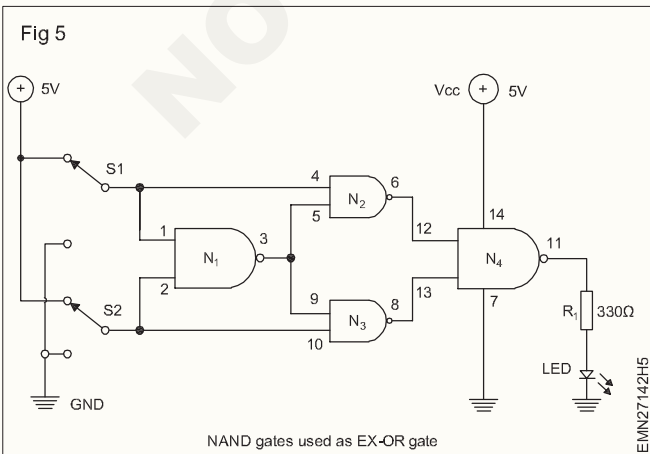 Fig 5
NO
5V
Vcc
5V
S1
4
6
N2
5
12
14
1
3
N1
11
N4
2
9
8
13
7
N3
R1
330Ω
S2
10
LED
GND
NAND gates used as EX-OR gate
EMN27142H5